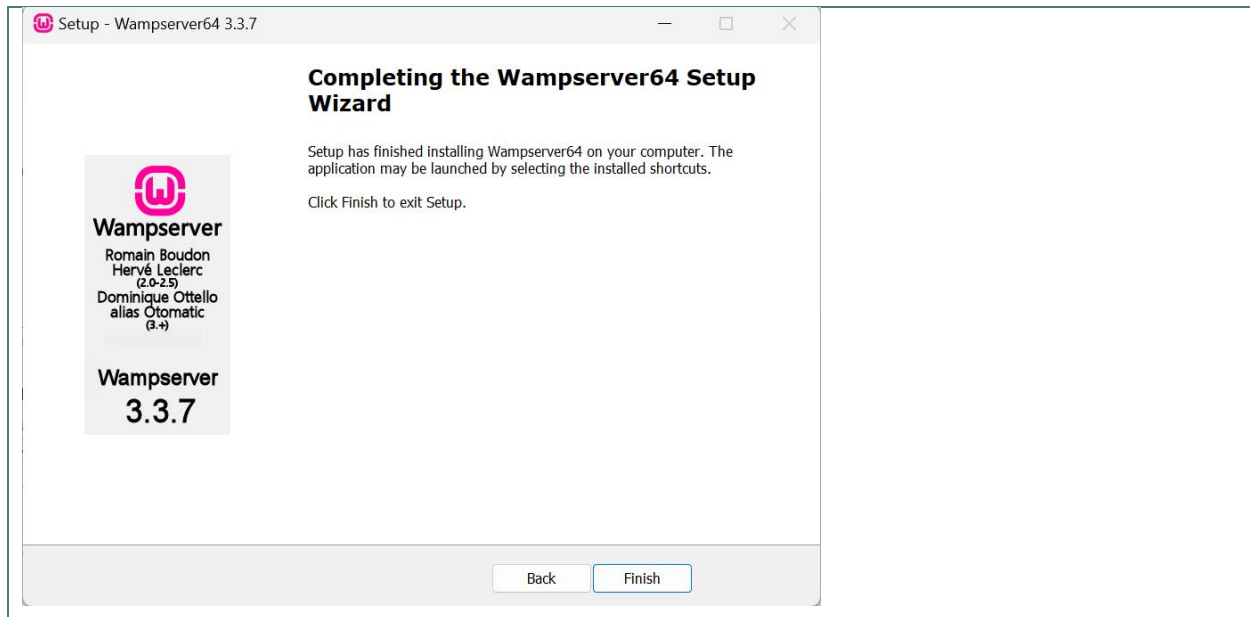 Setup - Wampserver64 3.3.7
Completing the Wampserver64 Setup
Wizard
Setup has finished installing Wampserver64 on your computer. The
application may be launched by selecting the installed shortcuts.
Click Finish to exit Setup.
Wampserver
Romain Boudon
Hervé Leclerc
(2.0-2.5)
Dominique Ottello
alias Otomatic
(3.+)
Wampserver
3.3.7
Back
Finish